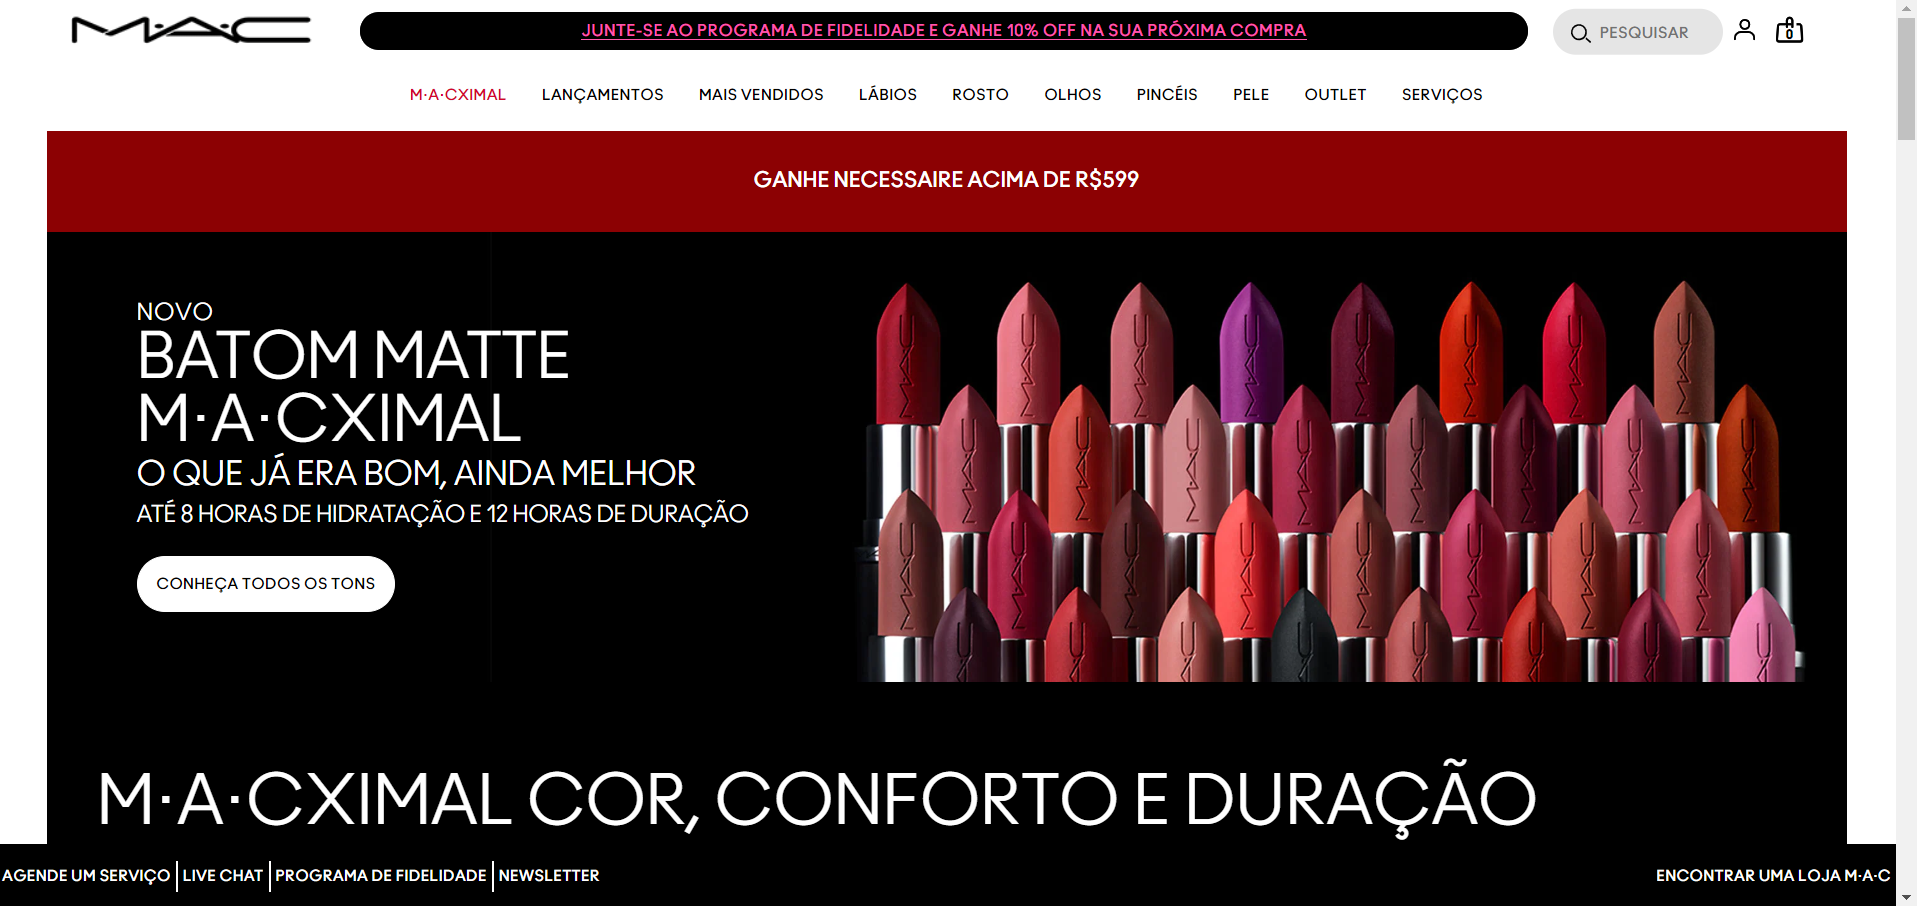 M·A·C
JUNTE-SE AO PROGRAMA DE FIDELIDADE E GANHE 10% OFF NA SUA PRÓXIMA COMPRA
PESQUISAR
0
M·A·CXIMAL LANÇAMENTOS MAIS VENDIDOS LÁBIOS ROSTO OLHOS PINCÉIS PELE OUTLET SERVIÇOS
GANHE NECESSAIRE ACIMA DE R$599
NOVO
BATOM MATTE
M·A·CXIMAL
O QUE JÁ ERA BOM, AINDA MELHOR
ATÉ 8 HORAS DE HIDRATAÇÃO E 12 HORAS DE DURAÇÃO
CONHEÇA TODOS OS TONS
M·A·CXIMAL COR, CONFORTO E DURAÇÃO
AGENDE UM SERVIÇO LIVE CHAT PROGRAMA DE FIDELIDADE NEWSLETTER ENCONTRAR UMA LOJA M·A·C